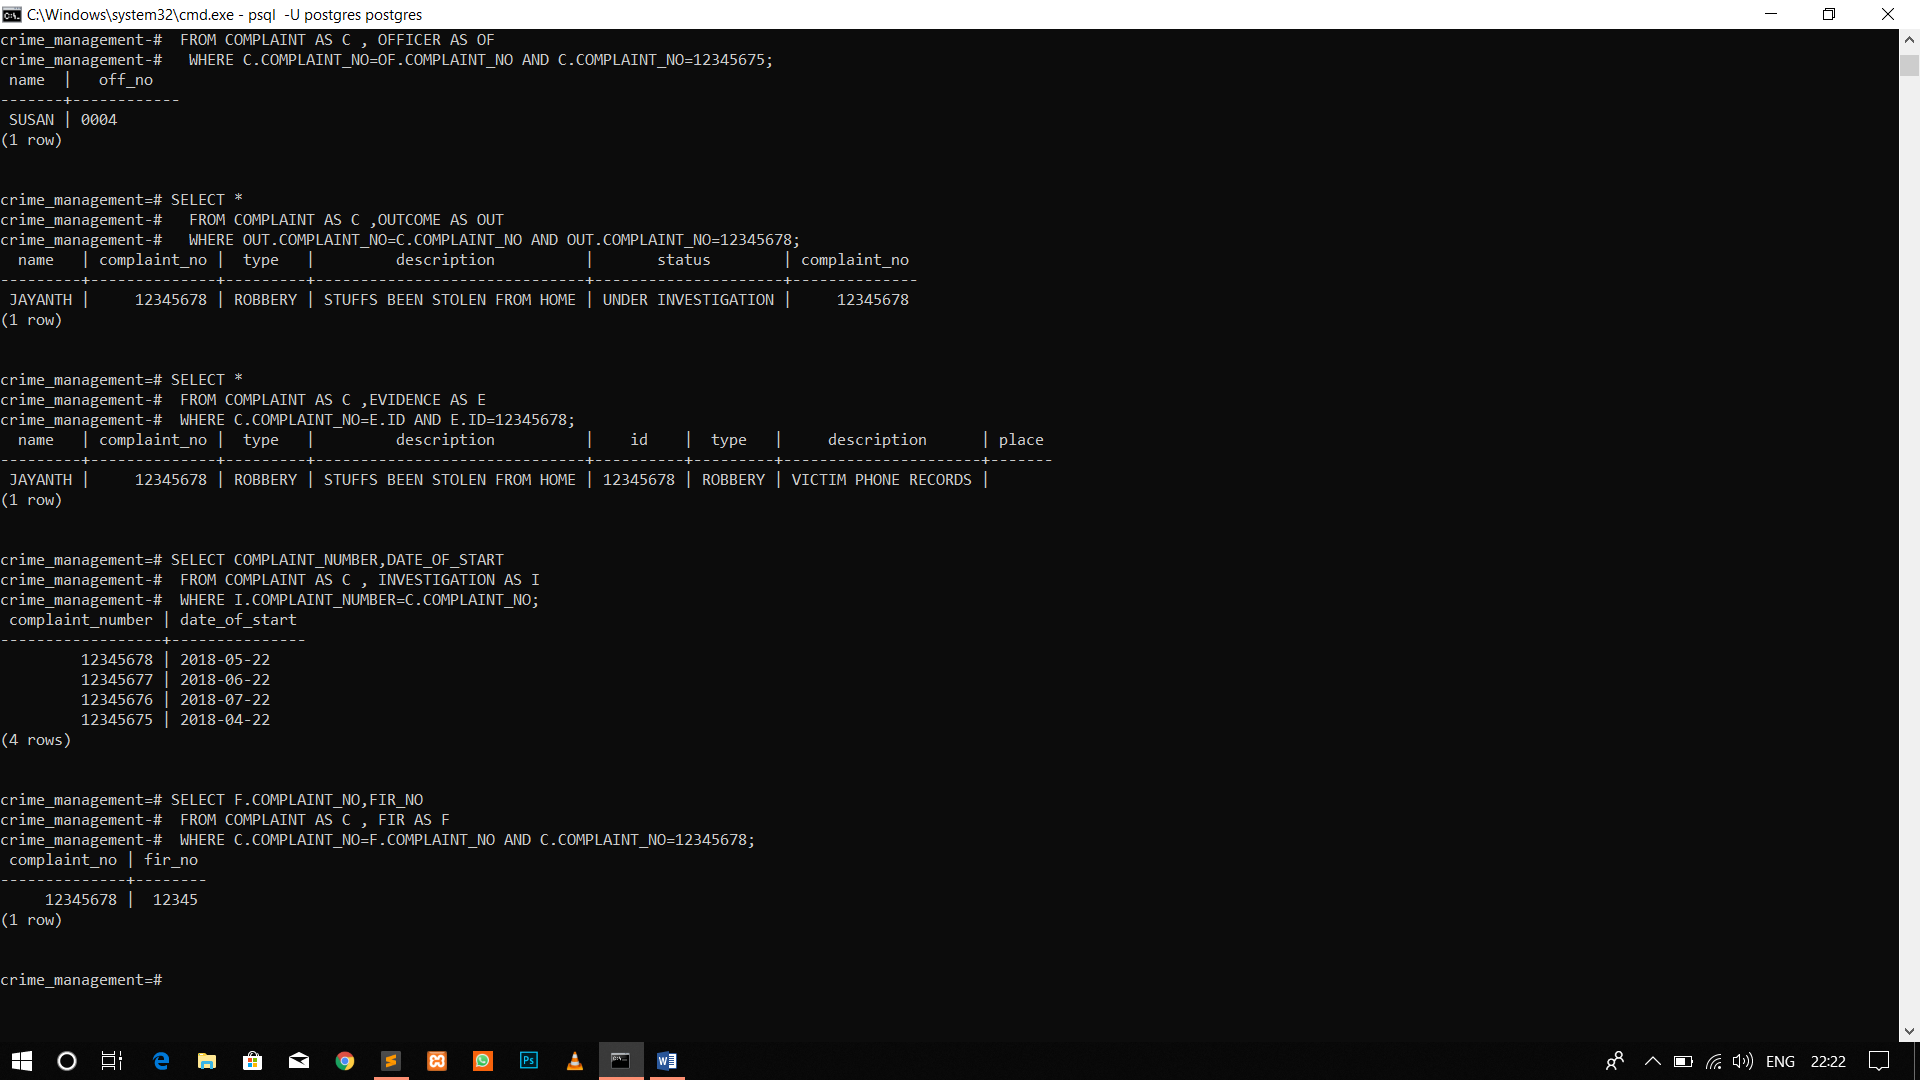 C:\Windows\system32\cmd.exe - psql  -U postgres postgres
crime_management-#  FROM COMPLAINT AS C , OFFICER AS OF
crime_management-#   WHERE C.COMPLAINT_NO=OF.COMPLAINT_NO AND C.COMPLAINT_NO=12345675;
 name  |   off_no
-------+------------
 SUSAN | 0004
(1 row)
crime_management=# SELECT *
crime_management-#   FROM COMPLAINT AS C ,OUTCOME AS OUT
crime_management-#   WHERE OUT.COMPLAINT_NO=C.COMPLAINT_NO AND OUT.COMPLAINT_NO=12345678;
  name   | complaint_no |  type   |         description          |       status        | complaint_no
---------+--------------+---------+------------------------------+---------------------+--------------
 JAYANTH |     12345678 | ROBBERY | STUFFS BEEN STOLEN FROM HOME | UNDER INVESTIGATION |     12345678
(1 row)
crime_management=# SELECT *
crime_management-#  FROM COMPLAINT AS C ,EVIDENCE AS E
crime_management-#  WHERE C.COMPLAINT_NO=E.ID AND E.ID=12345678;
  name   | complaint_no |  type   |         description          |    id    |  type   |     description      | place
---------+--------------+---------+------------------------------+----------+---------+----------------------+-------
 JAYANTH |     12345678 | ROBBERY | STUFFS BEEN STOLEN FROM HOME | 12345678 | ROBBERY | VICTIM PHONE RECORDS |
(1 row)
crime_management=# SELECT COMPLAINT_NUMBER,DATE_OF_START
crime_management-#  FROM COMPLAINT AS C , INVESTIGATION AS I
crime_management-#  WHERE I.COMPLAINT_NUMBER=C.COMPLAINT_NO;
 complaint_number | date_of_start
------------------+---------------
         12345678 | 2018-05-22
         12345677 | 2018-06-22
         12345676 | 2018-07-22
         12345675 | 2018-04-22
(4 rows)
crime_management=# SELECT F.COMPLAINT_NO,FIR_NO
crime_management-#  FROM COMPLAINT AS C , FIR AS F
crime_management-#  WHERE C.COMPLAINT_NO=F.COMPLAINT_NO AND C.COMPLAINT_NO=12345678;
 complaint_no | fir_no
--------------+--------
     12345678 |  12345
(1 row)
crime_management=#
Ps
ENG 22:22